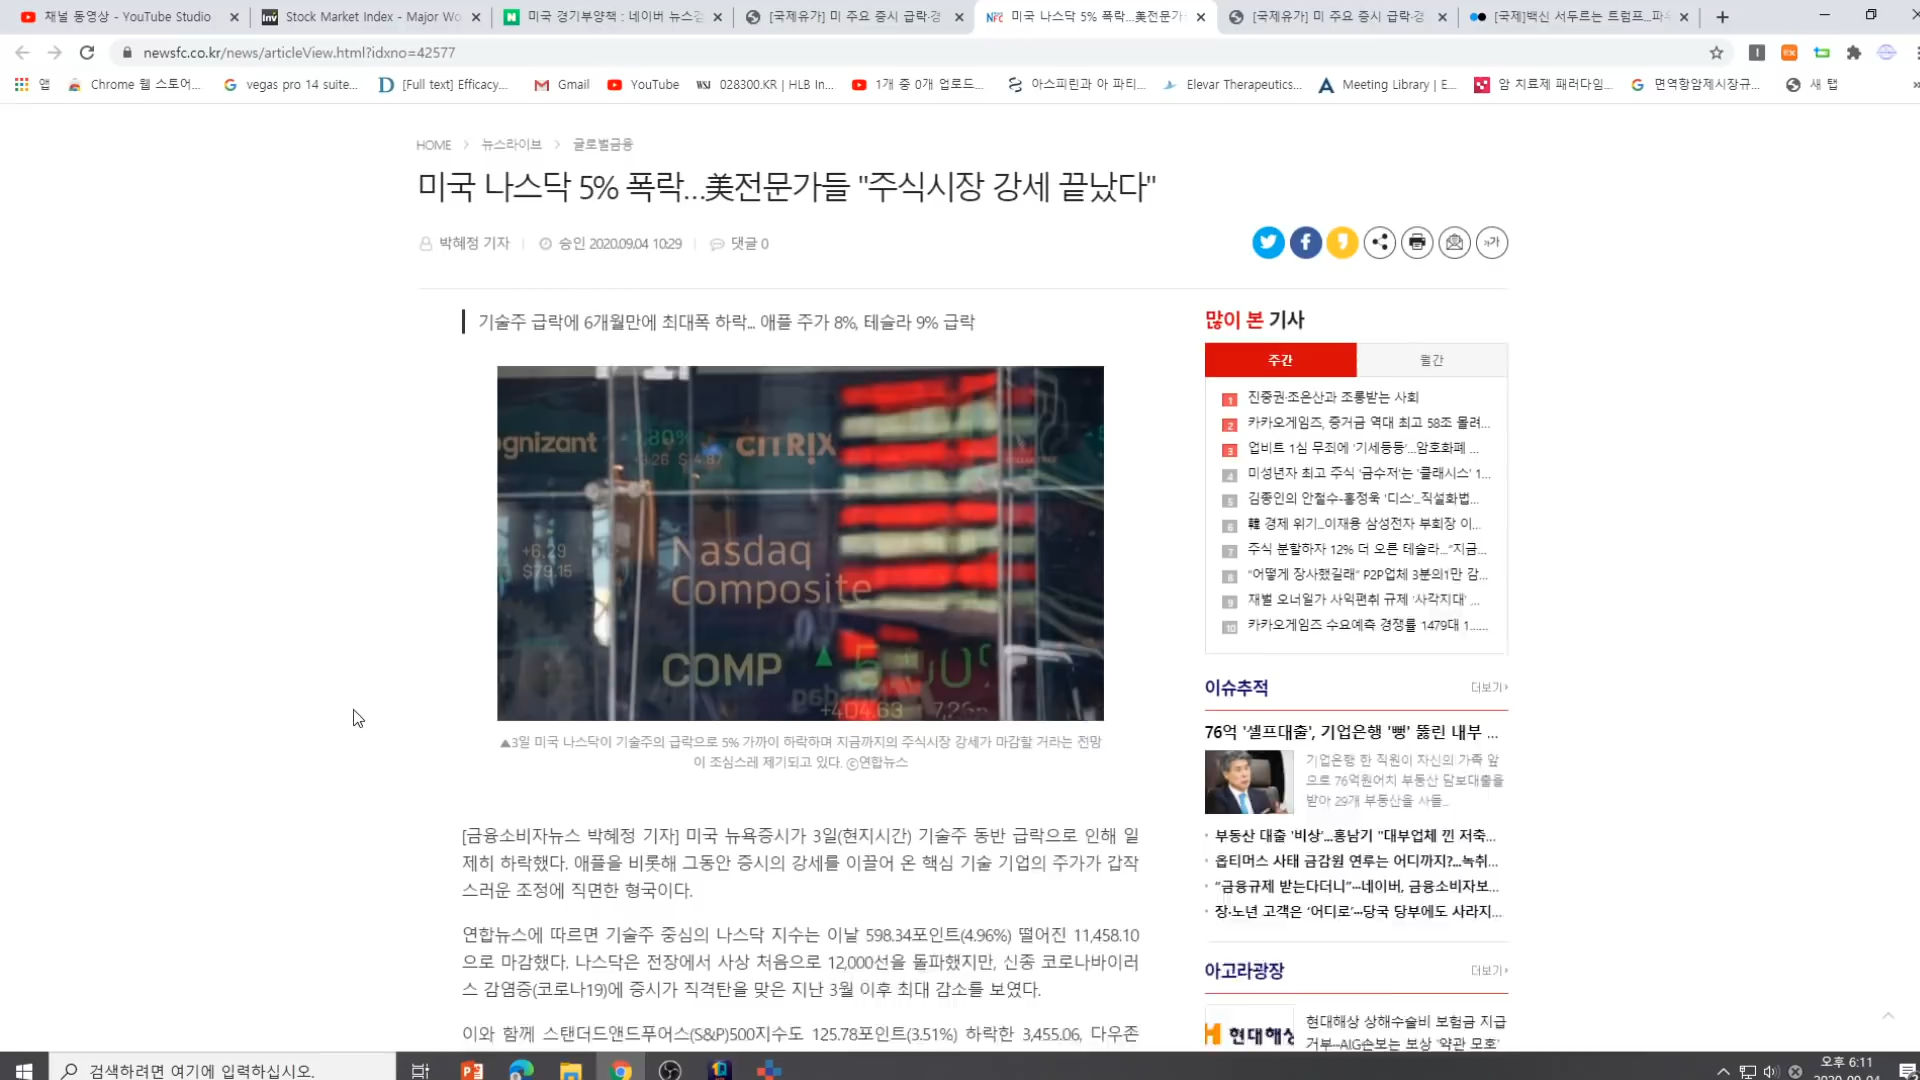 채널 동영상 - YouTube Studio
Stock Market Index - Major Wo
미국 경기부양책 : 네이버 뉴스검
[국제유가] 미 주요 증시 급락·경
미국 나스닥 5% 폭락...美전문가
[국제유가] 미 주요 증시 급락·경
[국제]백신 서두르는 트럼프...파우
newsfc.co.kr/news/articleView.html?idxno=42577
앱
Chrome 웹 스토어...
vegas pro 14 suite...
[Full text] Efficacy...
Gmail
YouTube
028300.KR | HLB In...
1개 중 0개 업로드...
아스피린과 아 파티...
Elevar Therapeutics...
Meeting Library | E...
암 치료제 패러다임...
면역항암제시장규...
새 탭
HOME > 뉴스라이브 > 글로벌금융
미국 나스닥 5% 폭락...美전문가들 "주식시장 강세 끝났다"
박혜정 기자
승인 2020.09.04 10:29
댓글 0
기술주 급락에 6개월만에 최대폭 하락... 애플 주가 8%, 테슬라 9% 급락
ognizant
CITRIX
+6.29
$79.15
Nasdaq
Composite
COMP
+404.63
▲3일 미국 나스닥이 기술주의 급락으로 5% 가까이 하락하며 지금까지의 주식시장 강세가 마감할 거라는 전망
이 조심스레 제기되고 있다. ⓒ연합뉴스
[금융소비자뉴스 박혜정 기자] 미국 뉴욕증시가 3일(현지시간) 기술주 동반 급락으로 인해 일
제히 하락했다. 애플을 비롯해 그동안 증시의 강세를 이끌어 온 핵심 기술 기업의 주가가 갑작
스러운 조정에 직면한 형국이다.
연합뉴스에 따르면 기술주 중심의 나스닥 지수는 이날 598.34포인트(4.96%) 떨어진 11,458.10
으로 마감했다. 나스닥은 전장에서 사상 처음으로 12,000선을 돌파했지만, 신종 코로나바이러
스 감염증(코로나19)에 증시가 직격탄을 맞은 지난 3월 이후 최대 감소를 보였다.
이와 함께 스탠더드앤드푸어스(S&P)500지수도 125.78포인트(3.51%) 하락한 3,455.06, 다우존
많이 본 기사
주간
월간
1 진중권·조은산과 조롱받는 사회
2 카카오게임즈, 증거금 역대 최고 58조 몰려...
3 업비트 1심 무죄에 '기세등등'...암호화폐 ...
4 미성년자 최고 주식 '금수저'는 '클래시스' 1...
5 김종인의 안철수-홍정욱 '디스'...직설화법...
6 韓 경제 위기...이재용 삼성전자 부회장 이...
7 주식 분할하자 12% 더 오른 테슬라..."지금...
8 "어떻게 장사했길래" P2P업체 3분의1만 감...
9 재벌 오너일가 사익편취 규제 '사각지대' ...
10 카카오게임즈 수요예측 경쟁률 1479대 1......
이슈추적
더보기
76억 '셀프대출', 기업은행 '뻥' 뚫린 내부 ...
기업은행 한 직원이 자신의 가족 앞
으로 76억원어치 부동산 담보대출을
받아 29개 부동산을 사들...
부동산 대출 '비상'...홍남기 "대부업체 낀 저축...
옵티머스 사태 금감원 연루는 어디까지?...녹취...
"금융규제 받는다더니"…네이버, 금융소비자보...
장·노년 고객은 '어디로'…당국 당부에도 사라지...
아고라광장
더보기
현대해상
현대해상 상해수술비 보험금 지급
거부…AIG손보는 보상 '약관 모호'
검색하려면 여기에 입력하십시오.
오후 6:11
2020-09-04